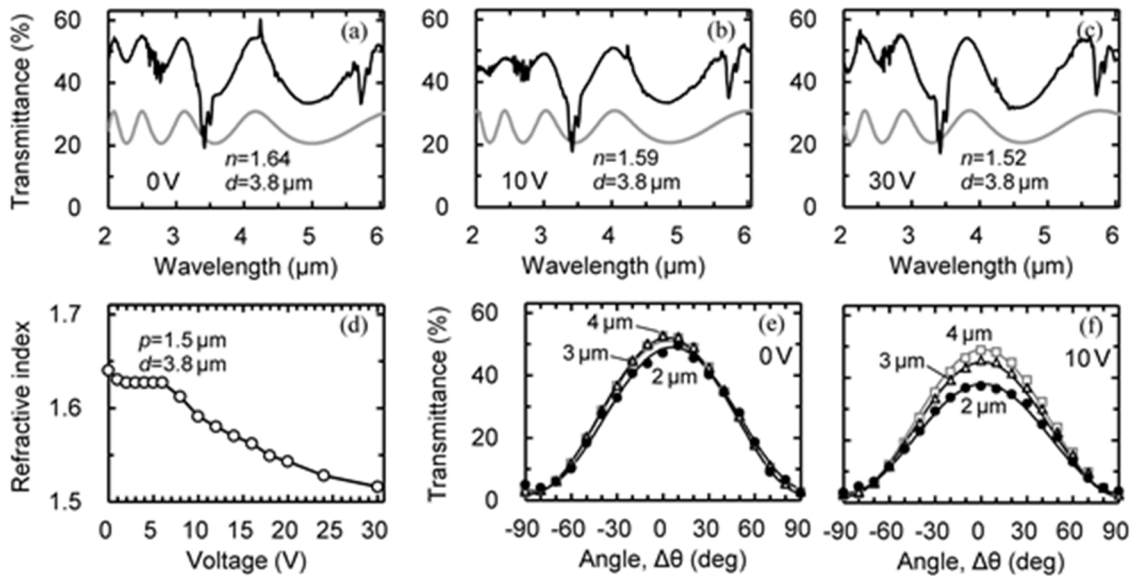 60
40
20
0
Transmittance (%)
(a)
n=1.64
d=3.8 μm
0 V
2 3 4 5 6
Wavelength (μm)
60
40
20
0
(b)
n=1.59
d=3.8 μm
10 V
2 3 4 5 6
Wavelength (μm)
60
40
20
0
(c)
n=1.52
d=3.8 μm
30 V
2 3 4 5 6
Wavelength (μm)
1.7
1.6
1.5
Refractive index
(d)
p=1.5 μm
d=3.8 μm
0 5 10 15 20 25 30
Voltage (V)
60
40
20
0
Transmittance (%)
(e)
4 μm
0 V
3 μm
2 μm
-90 -60 -30 0 30 60 90
Angle, Δθ (deg)
(f)
4 μm
10 V
3 μm
2 μm
-90 -60 -30 0 30 60 90
Angle, Δθ (deg)